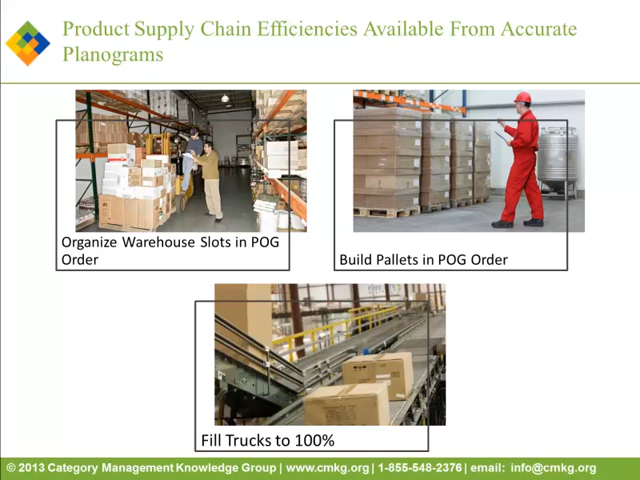 Product Supply Chain Efficiencies Available From Accurate
Planograms
Organize Warehouse Slots in POG
Order
Build Pallets in POG Order
Fill Trucks to 100%
© 2013 Category Management Knowledge Group | www.cmkg.org | 1-855-548-2376 | email: info@cmkg.org